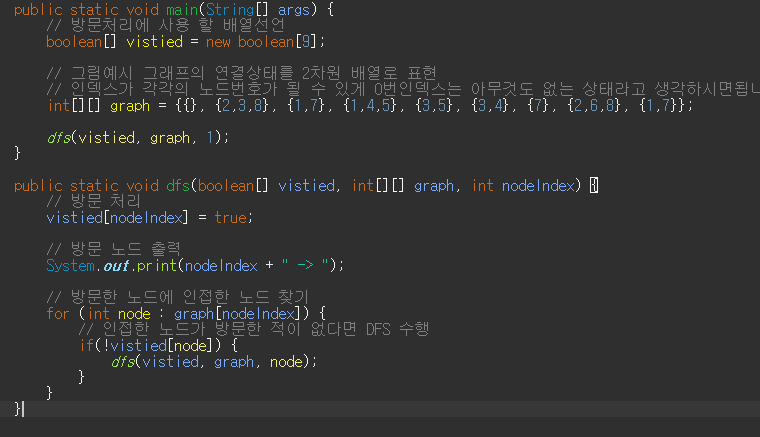 public static void main(String[] args) {
// 방문처리에 사용 할 배열선언
boolean[] vistied = new boolean[9];
// 그림예시 그래프의 연결상태를 2차원 배열로 표현
// 인덱스가 각각의 노드번호가 될 수 있게 0번인덱스는 아무것도 없는 상태라고 생각하시면됩니
int[][] graph = {{}, {2,3,8}, {1,7}, {1,4,5}, {3,5}, {3,4}, {7}, {2,6,8}, {1,7}};
dfs(vistied, graph, 1);
}
public static void dfs(boolean[] vistied, int[][] graph, int nodeIndex) {
// 방문 처리
vistied[nodeIndex] = true;
// 방문 노드 출력
System.out.print(nodeIndex + " -> ");
// 방문한 노드에 인접한 노드 찾기
for (int node : graph[nodeIndex]) {
// 인접한 노드가 방문한 적이 없다면 DFS 수행
if(!vistied[node]) {
dfs(vistied, graph, node);
}
}
}